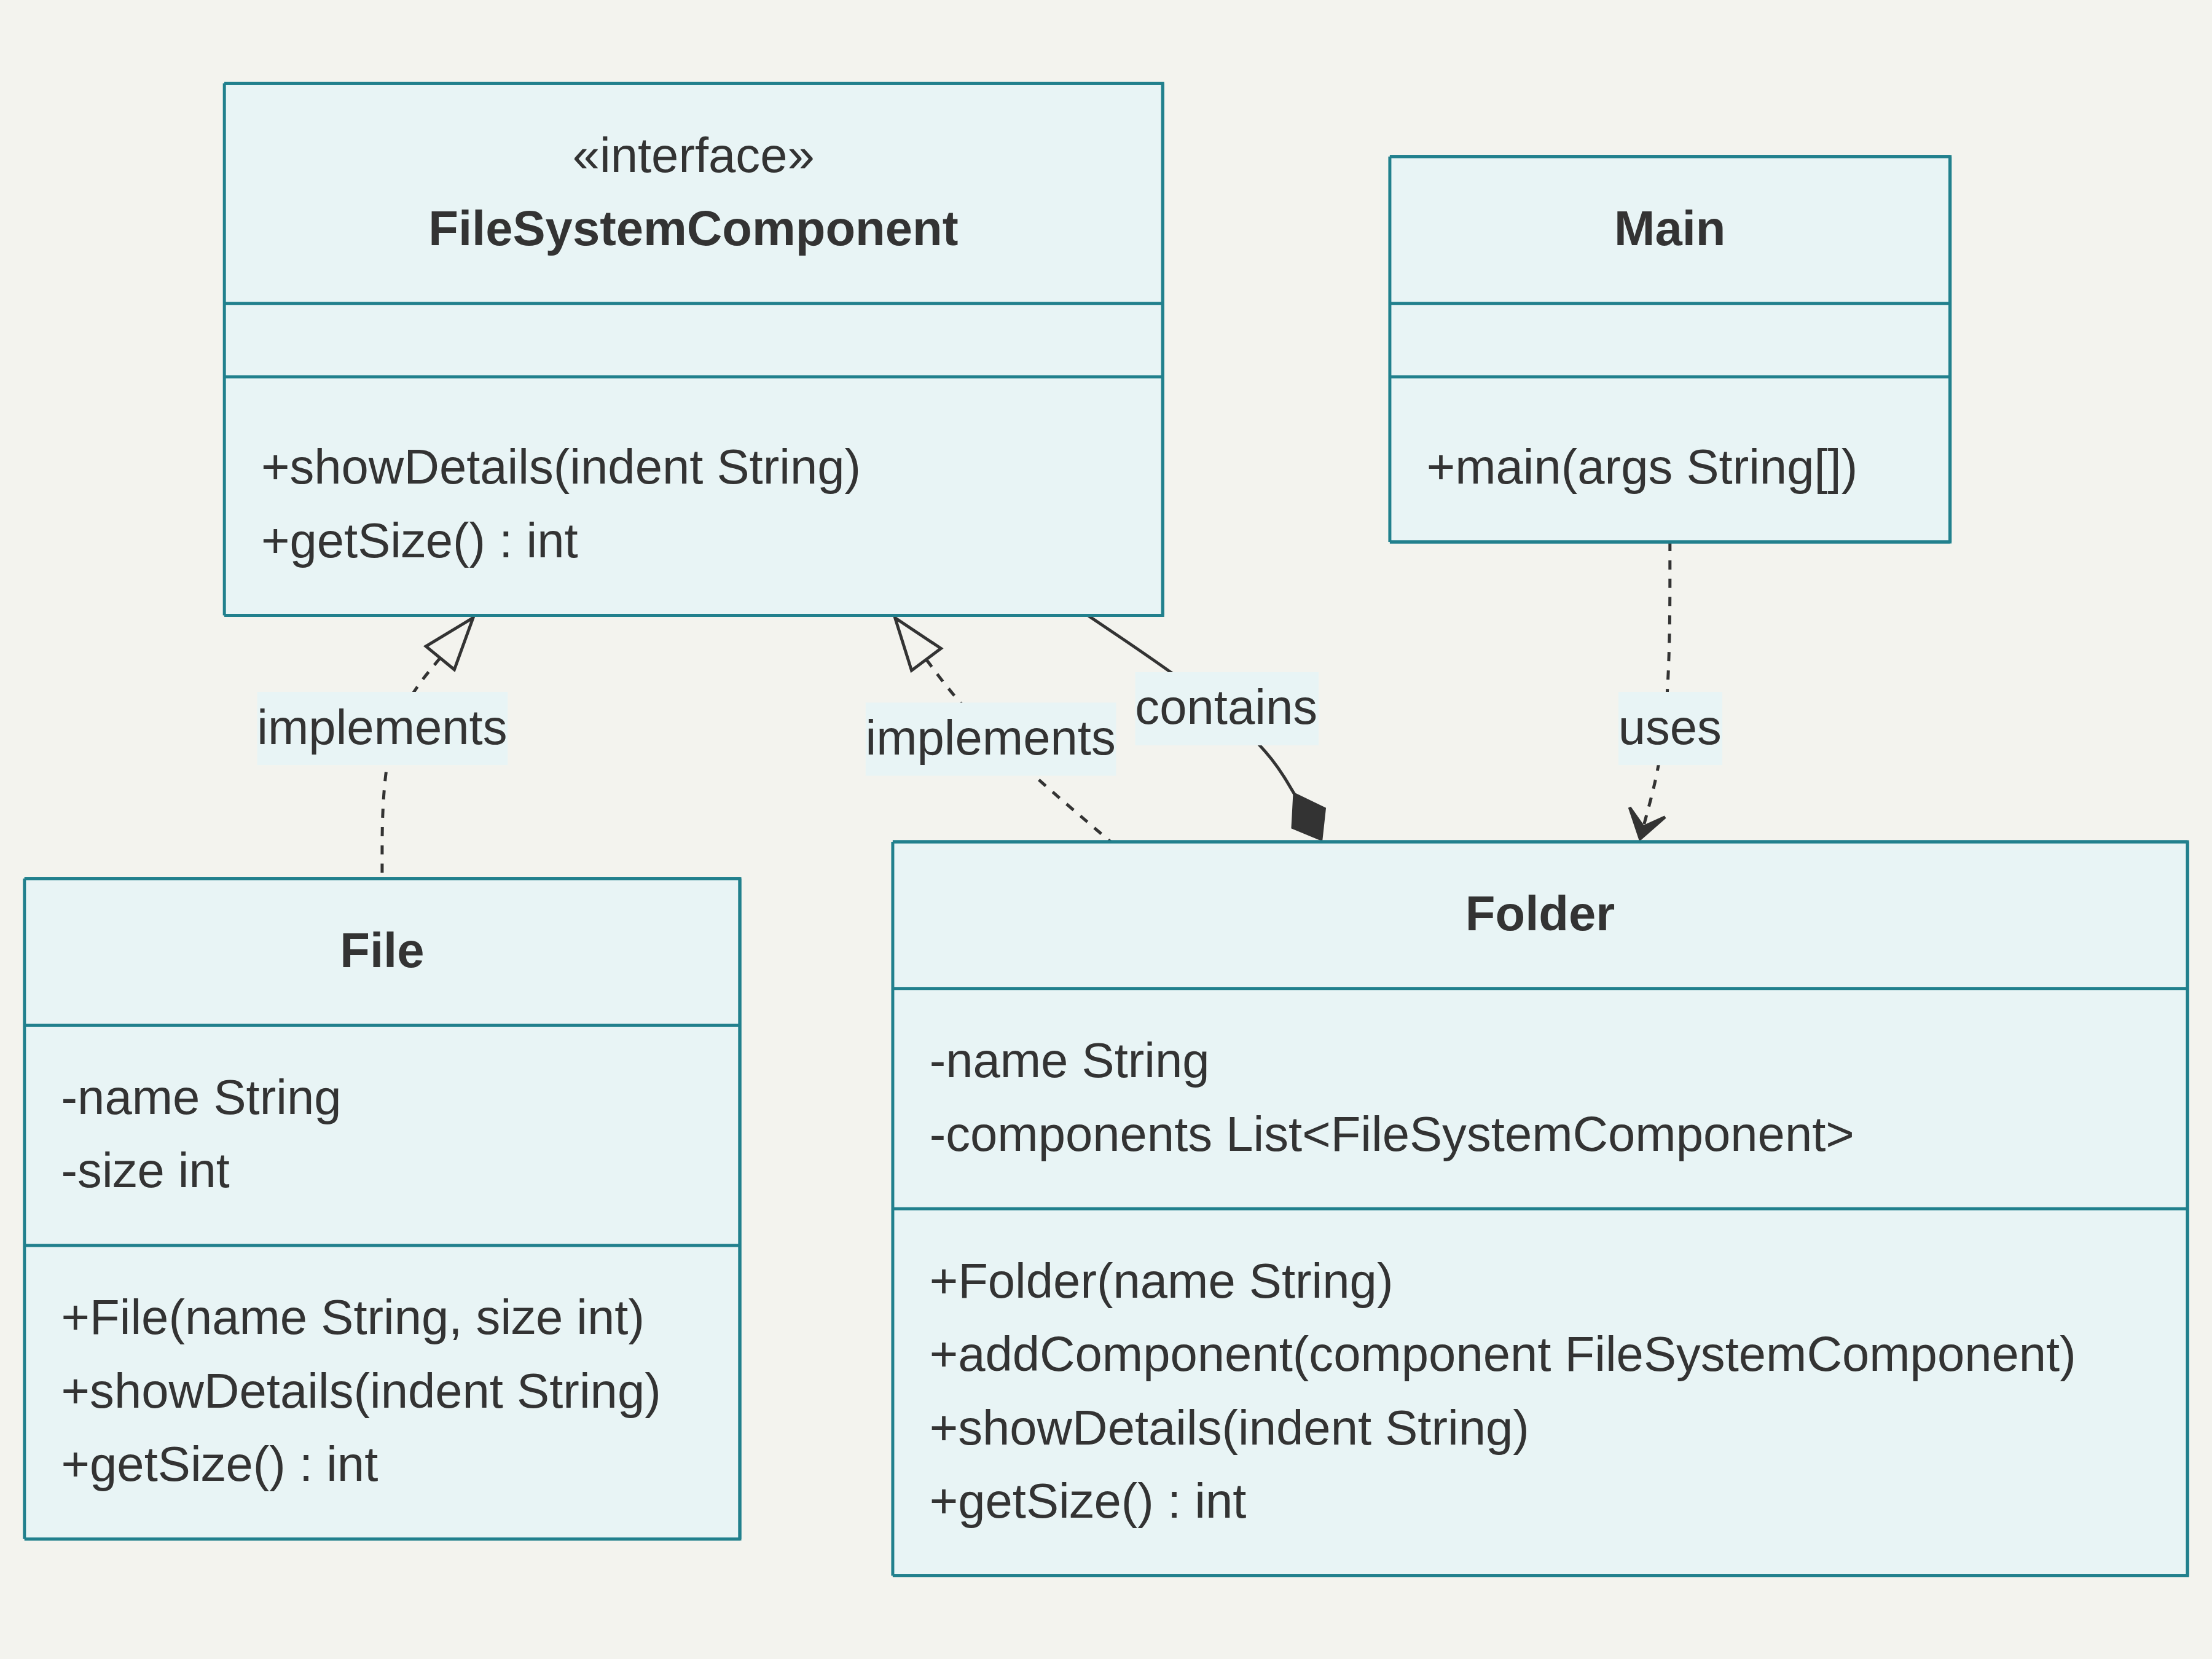 «interface»
FileSystemComponent
+showDetails(indent String)
+getSize() : int
Main
+main(args String[])
implements
implements
contains
uses
File
-name String
-size int
+File(name String, size int)
+showDetails(indent String)
+getSize() : int
Folder
-name String
-components List<FileSystemComponent>
+Folder(name String)
+addComponent(component FileSystemComponent)
+showDetails(indent String)
+getSize() : int